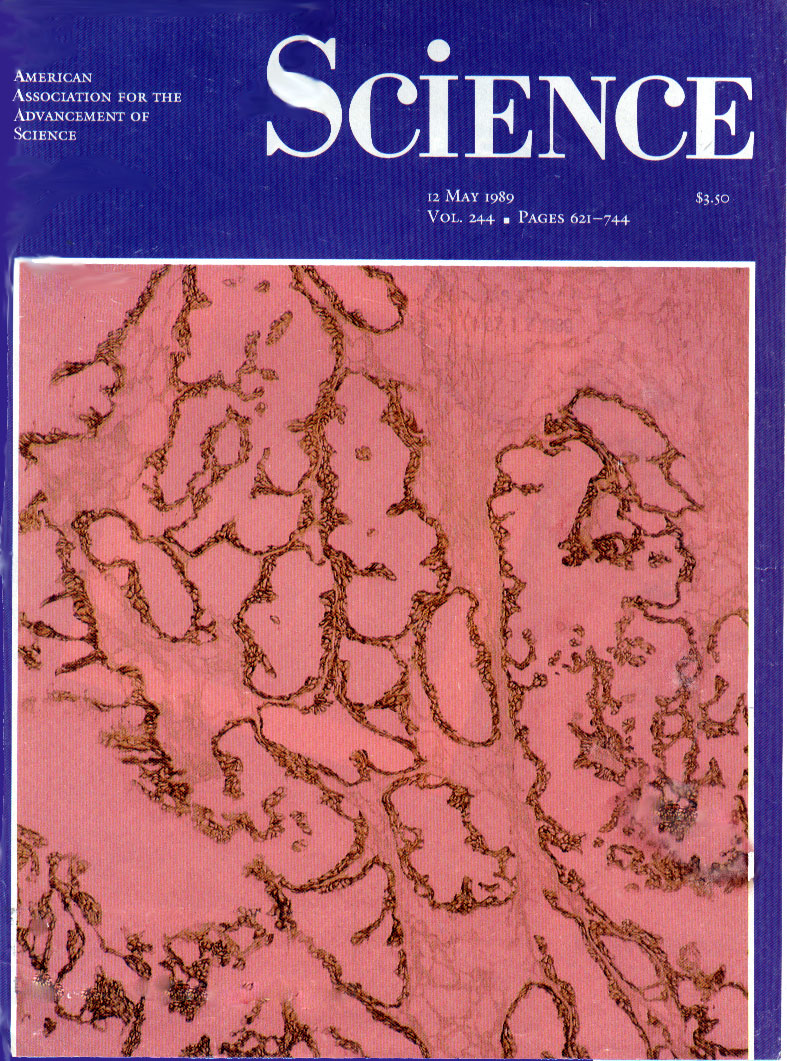 AMERICAN
ASSOCIATION FOR THE
ADVANCEMENT OF
SCIENCE
SCIENCE
12 MAY 1989
$3.50
VOL. 244 ■ PAGES 621–744